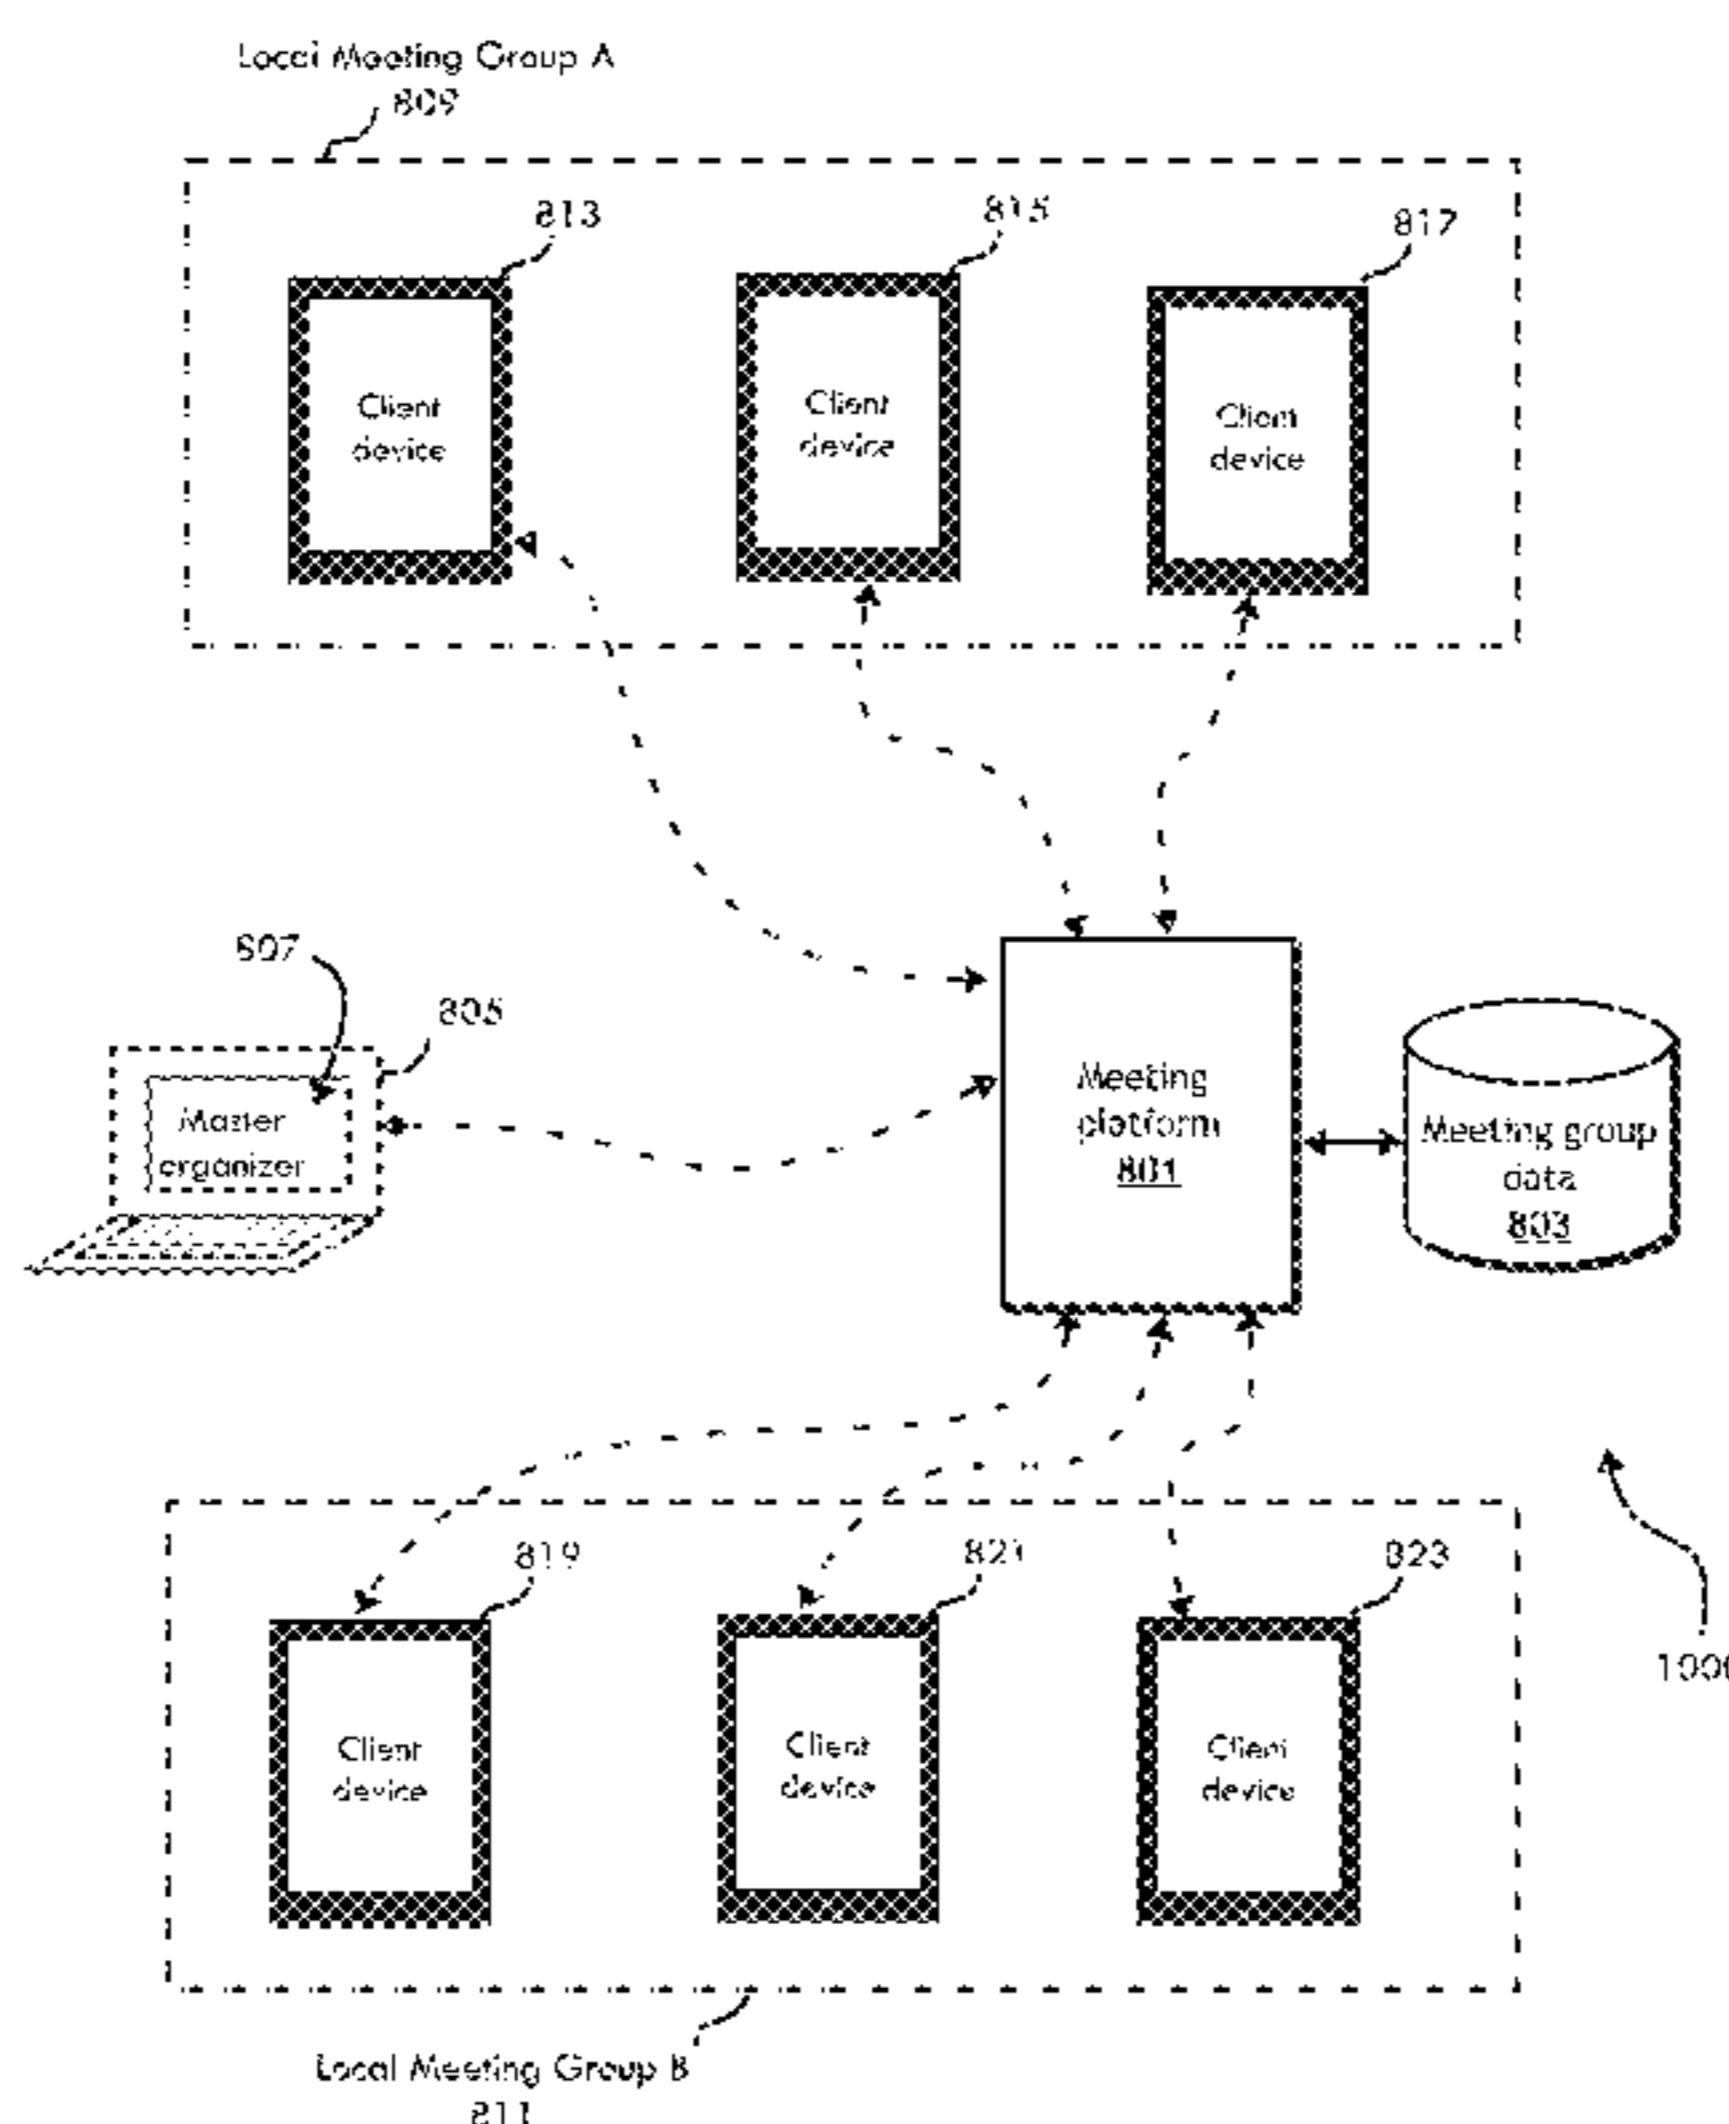 Local Meeting Group A
809
813
815
817
Client
device
Client
device
Client
device
807
805
Master
organizer
Meeting
platform
801
Meeting group
data
803
819
821
823
Client
device
Client
device
Client
device
Local Meeting Group B
811